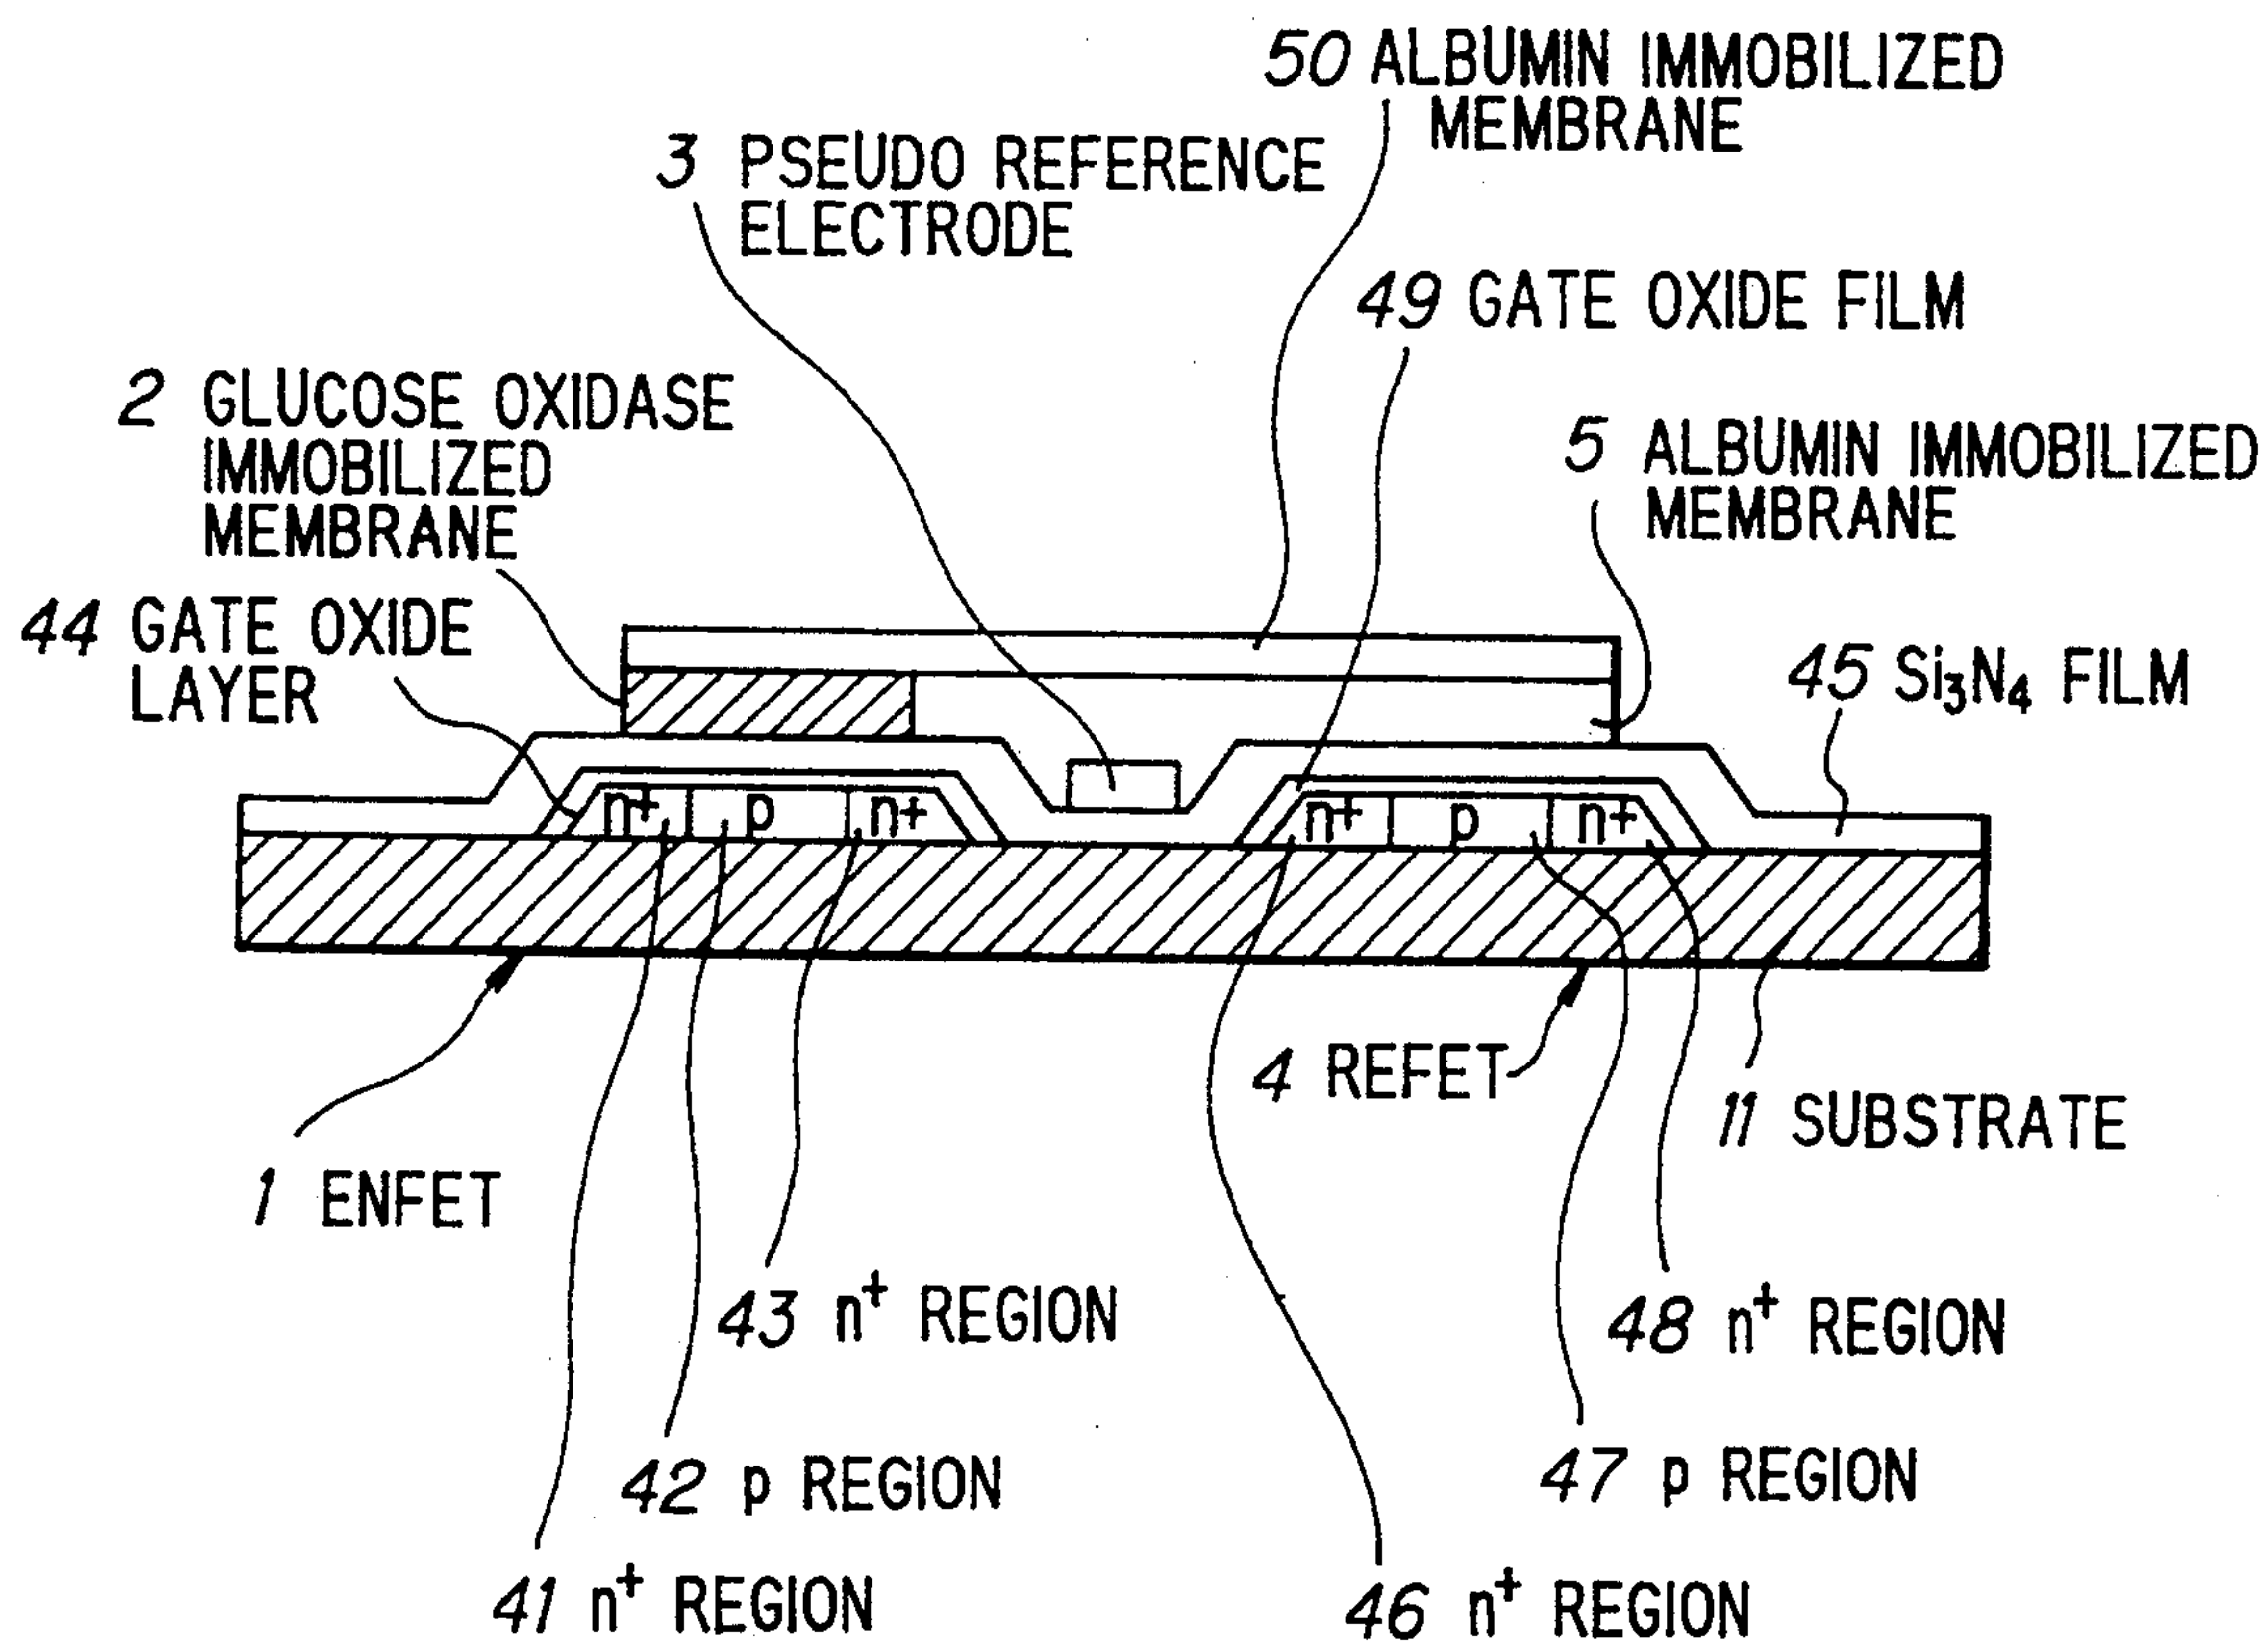 50 ALBUMIN IMMOBILIZED
MEMBRANE
3 PSEUDO REFERENCE
ELECTRODE
49 GATE OXIDE FILM
2 GLUCOSE OXIDASE
IMMOBILIZED
MEMBRANE
5 ALBUMIN IMMOBILIZED
MEMBRANE
44 GATE OXIDE
LAYER
45 Si₃N₄ FILM
n+ p n+ n+ p n+
4 REFET
11 SUBSTRATE
1 ENFET
43 n⁺ REGION
48 n⁺ REGION
42 p REGION
47 p REGION
41 n⁺ REGION
46 n⁺ REGION